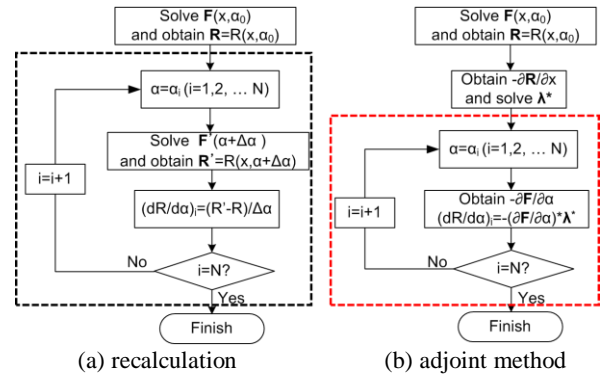 Solve F(x,α₀)
and obtain R=R(x,α₀)
α=αᵢ (i=1,2, … N)
Solve F'(α+Δα )
and obtain R'=R(x,α+Δα)
i=i+1
(dR/dα)ᵢ=(R'-R)/Δα
No
i=N?
Yes
Finish
(a) recalculation
Solve F(x,α₀)
and obtain R=R(x,α₀)
Obtain -∂R/∂x
and solve λ*
α=αᵢ (i=1,2, … N)
i=i+1
Obtain -∂F/∂α
(dR/dα)ᵢ=-(∂F/∂α)*λ*
No
i=N?
Yes
Finish
(b) adjoint method